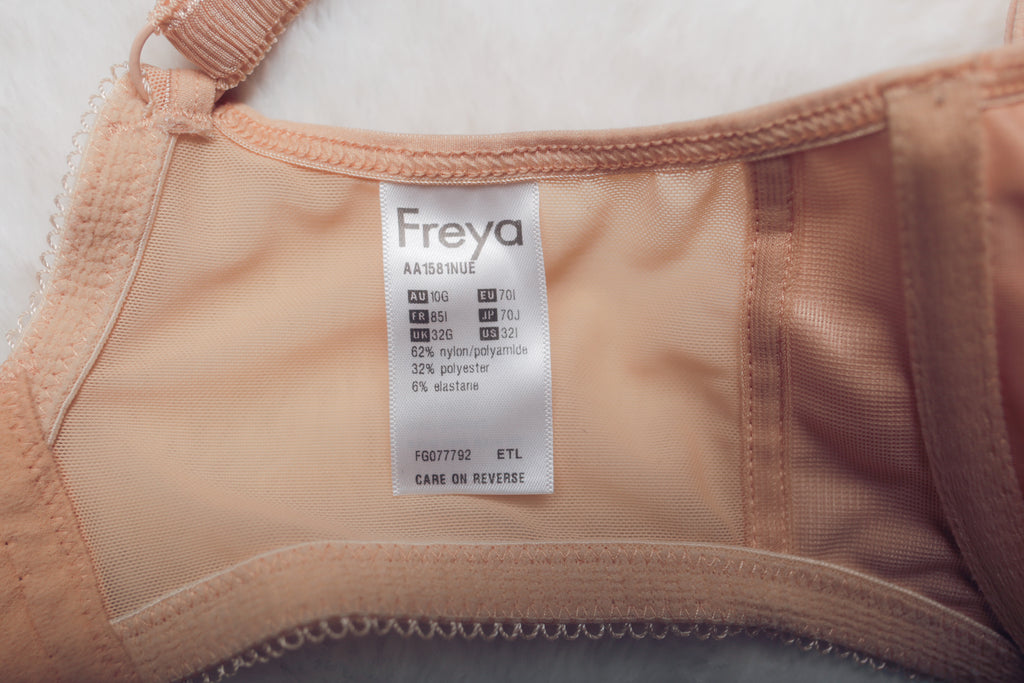 Freya
AA1581NUE
AU 10G EU 70I
FR 85I JP 70J
UK 32G US 32I
62% nylon/polyamide
32% polyester
6% elastane
FG077792 ETL
CARE ON REVERSE